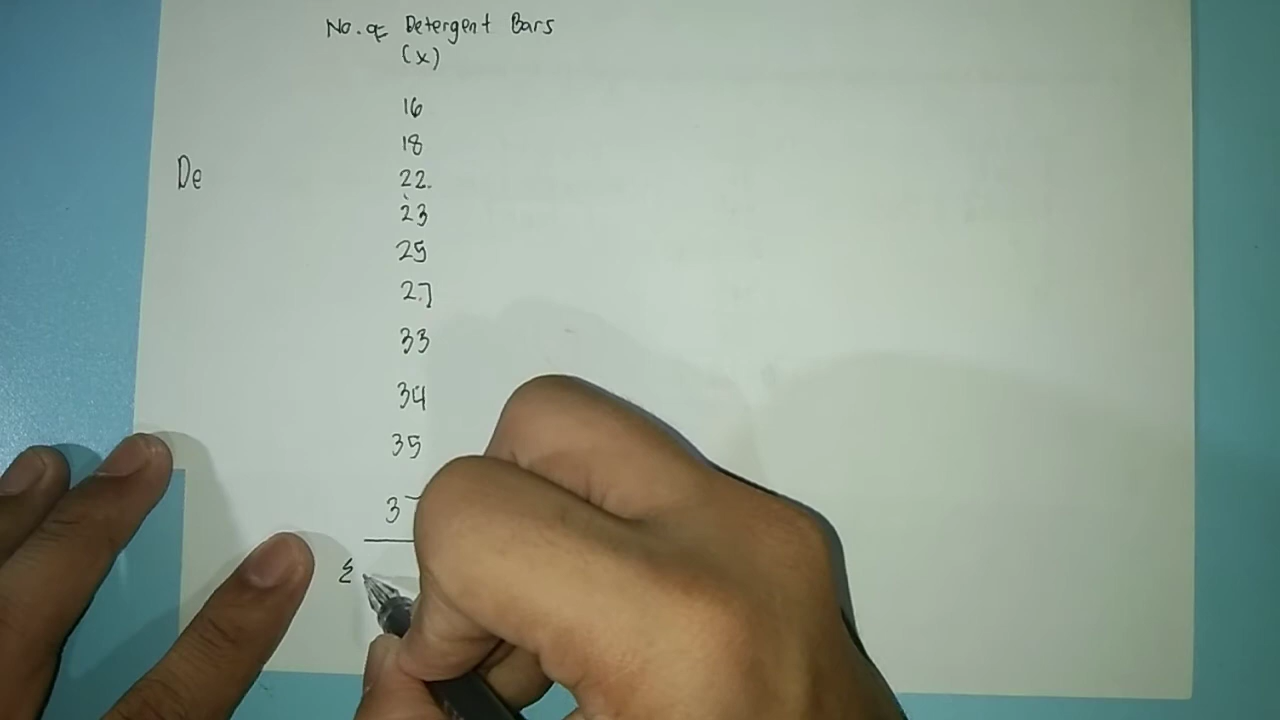 No. of Detergent Bars
(x)
16
18
De
22.
23
25
27
33
34
35
Σ